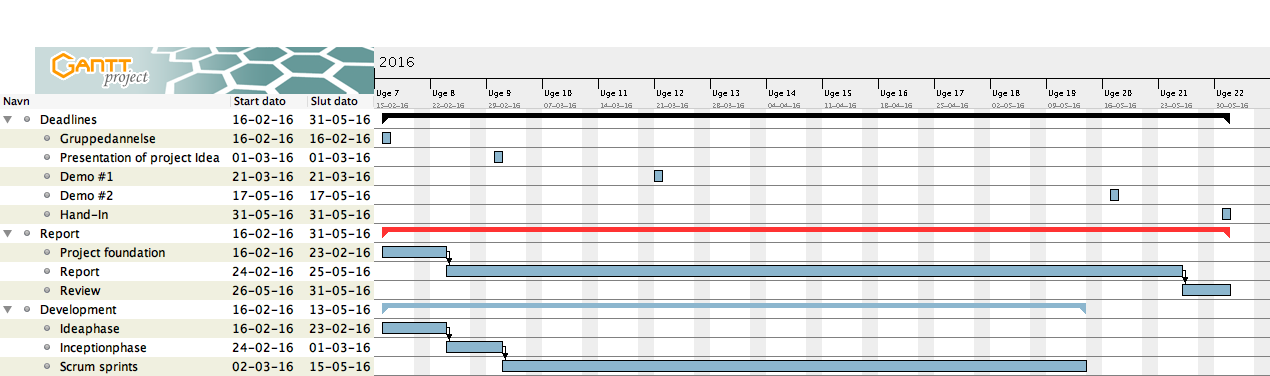 2016
GANTT
project
Uge 7 Uge 8 Uge 9 Uge 10 Uge 11 Uge 12 Uge 13 Uge 14 Uge 15 Uge 16 Uge 17 Uge 18 Uge 19 Uge 20 Uge 21 Uge 22
Navn Start dato Slut dato 15-02-16 22-02-16 29-02-16 07-03-16 14-03-16 21-03-16 28-03-16 04-04-16 11-04-16 18-04-16 25-04-16 02-05-16 09-05-16 16-05-16 23-05-16 30-05-16
Deadlines 16-02-16 31-05-16
Gruppedannelse 16-02-16 16-02-16
Presentation of project Idea 01-03-16 01-03-16
Demo #1 21-03-16 21-03-16
Demo #2 17-05-16 17-05-16
Hand-In 31-05-16 31-05-16
Report 16-02-16 31-05-16
Project foundation 16-02-16 23-02-16
Report 24-02-16 25-05-16
Review 26-05-16 31-05-16
Development 16-02-16 13-05-16
Ideaphase 16-02-16 23-02-16
Inceptionphase 24-02-16 01-03-16
Scrum sprints 02-03-16 15-05-16